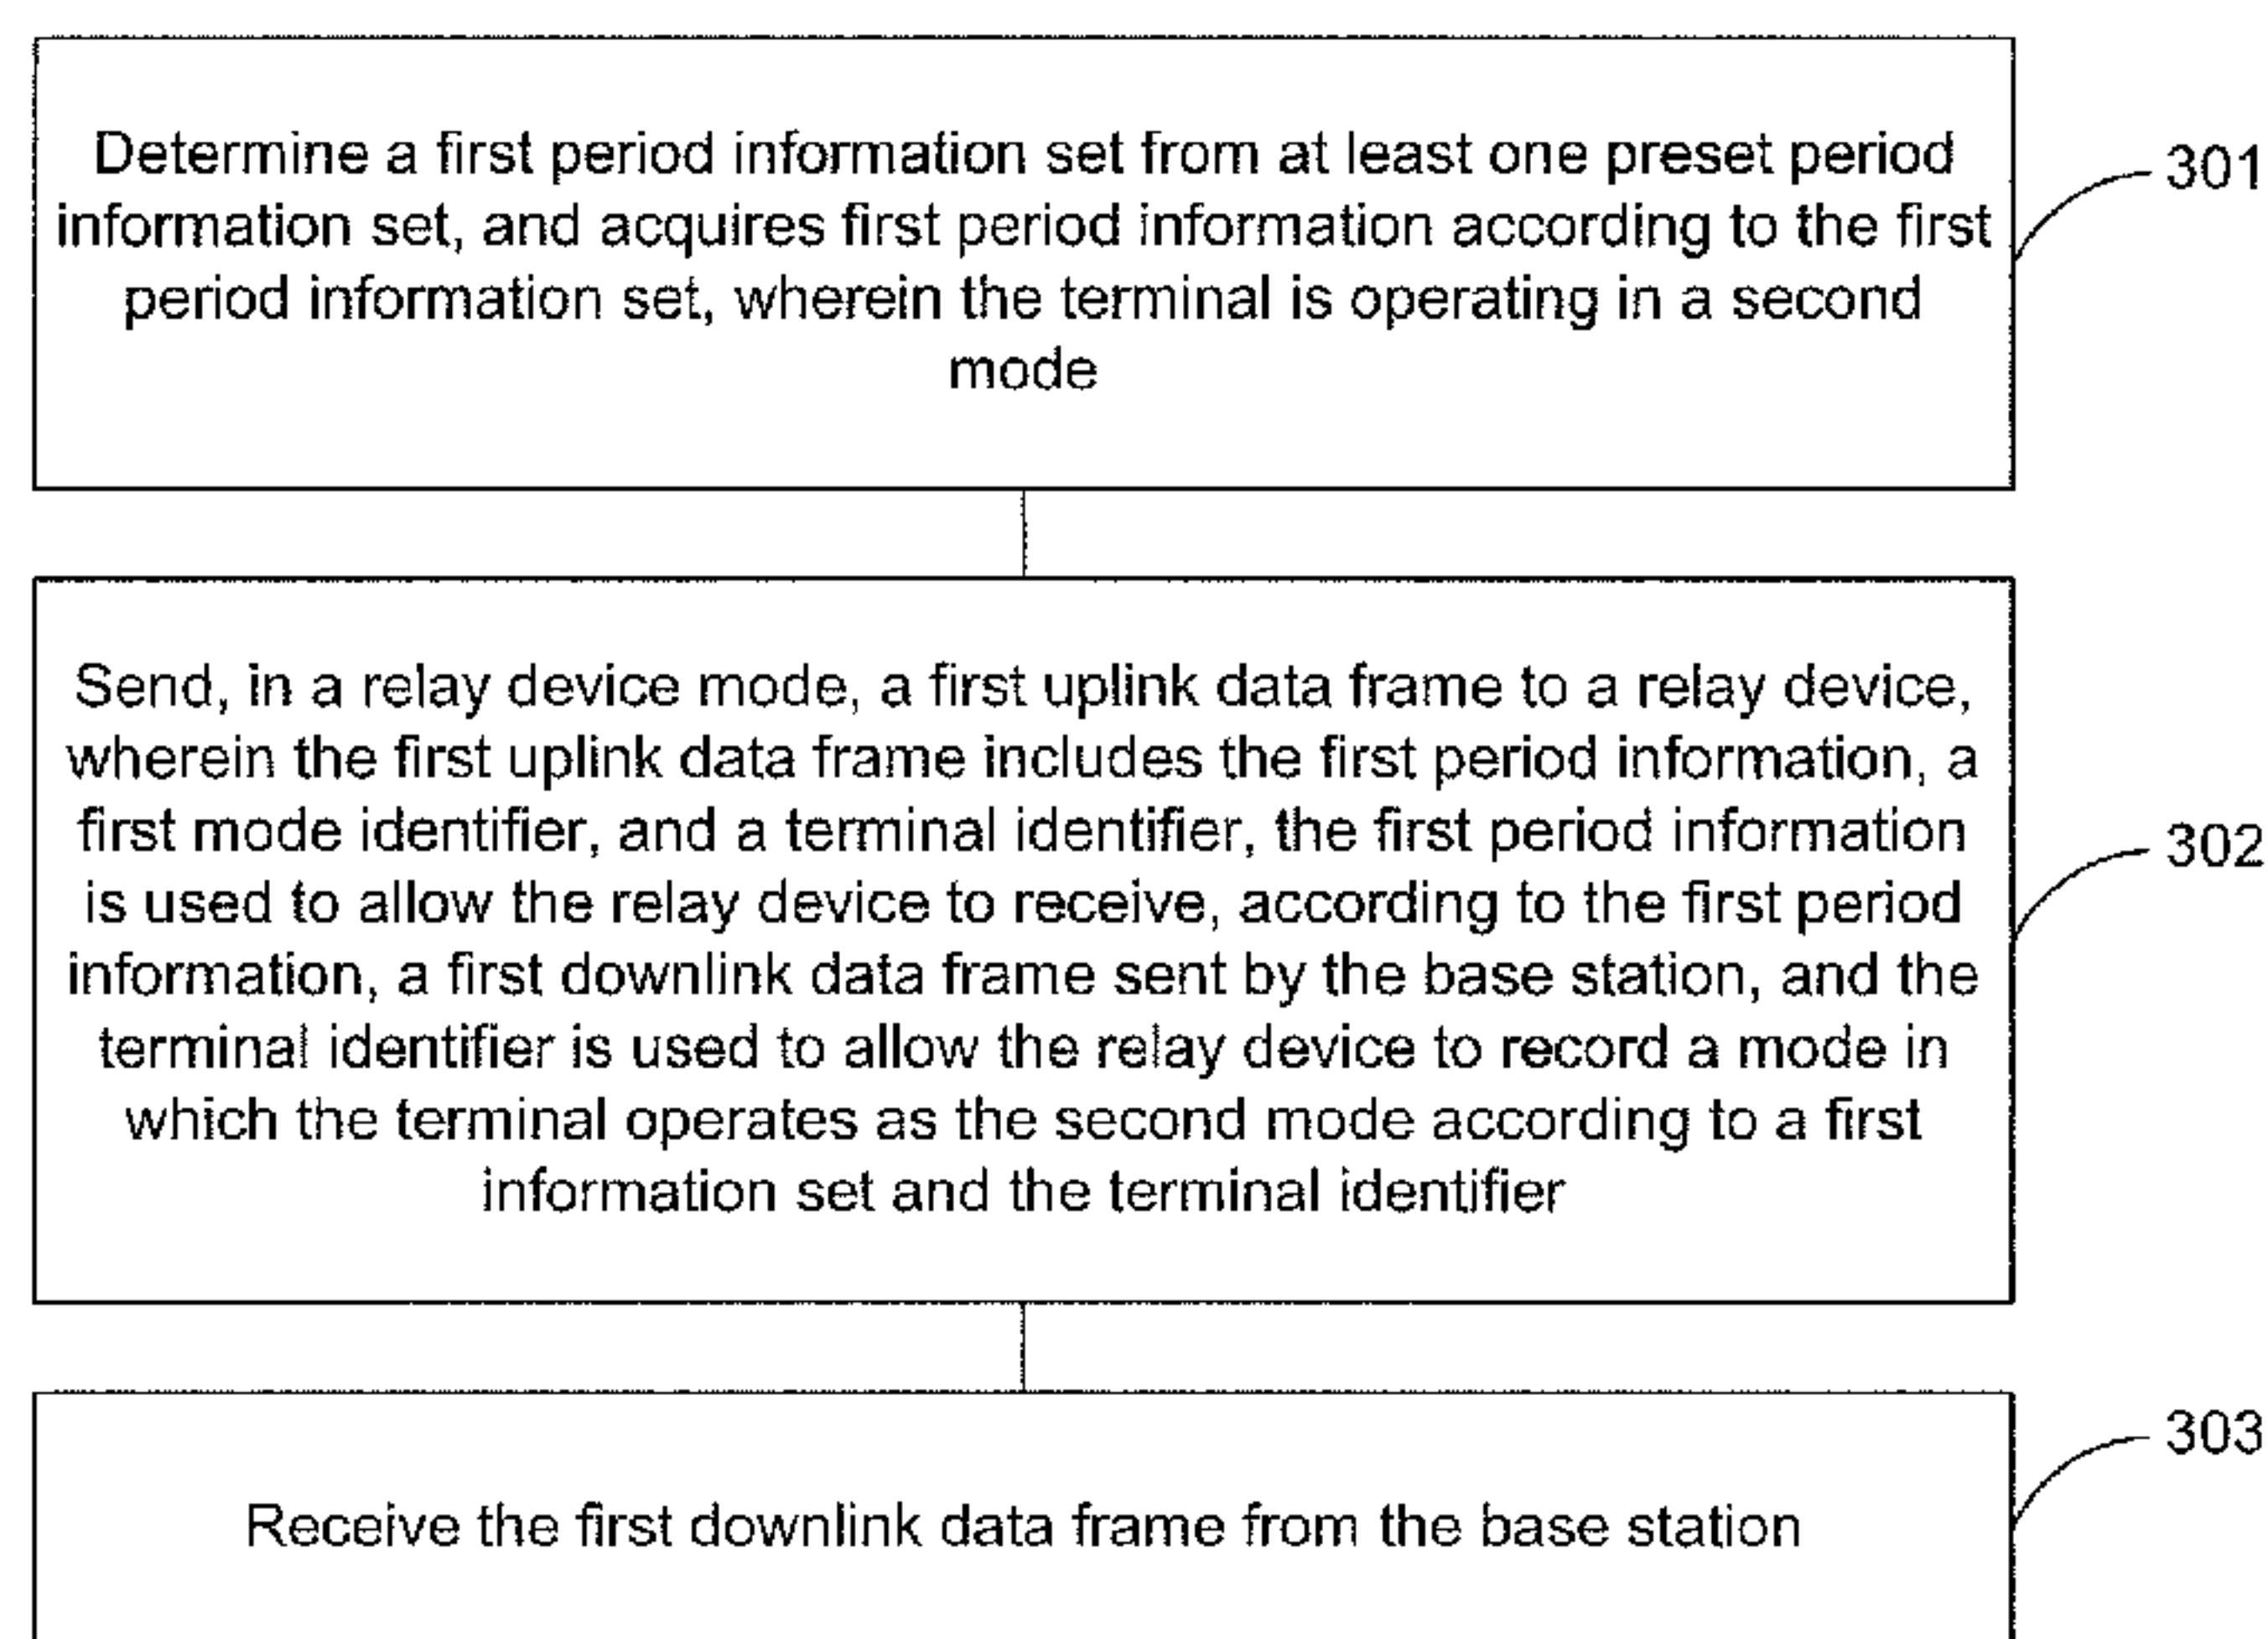 Determine a first period information set from at least one preset period
information set, and acquires first period information according to the first
period information set, wherein the terminal is operating in a second
mode
301
Send, in a relay device mode, a first uplink data frame to a relay device,
wherein the first uplink data frame includes the first period information, a
first mode identifier, and a terminal identifier, the first period information
is used to allow the relay device to receive, according to the first period
information, a first downlink data frame sent by the base station, and the
terminal identifier is used to allow the relay device to record a mode in
which the terminal operates as the second mode according to a first
information set and the terminal identifier
302
Receive the first downlink data frame from the base station
303